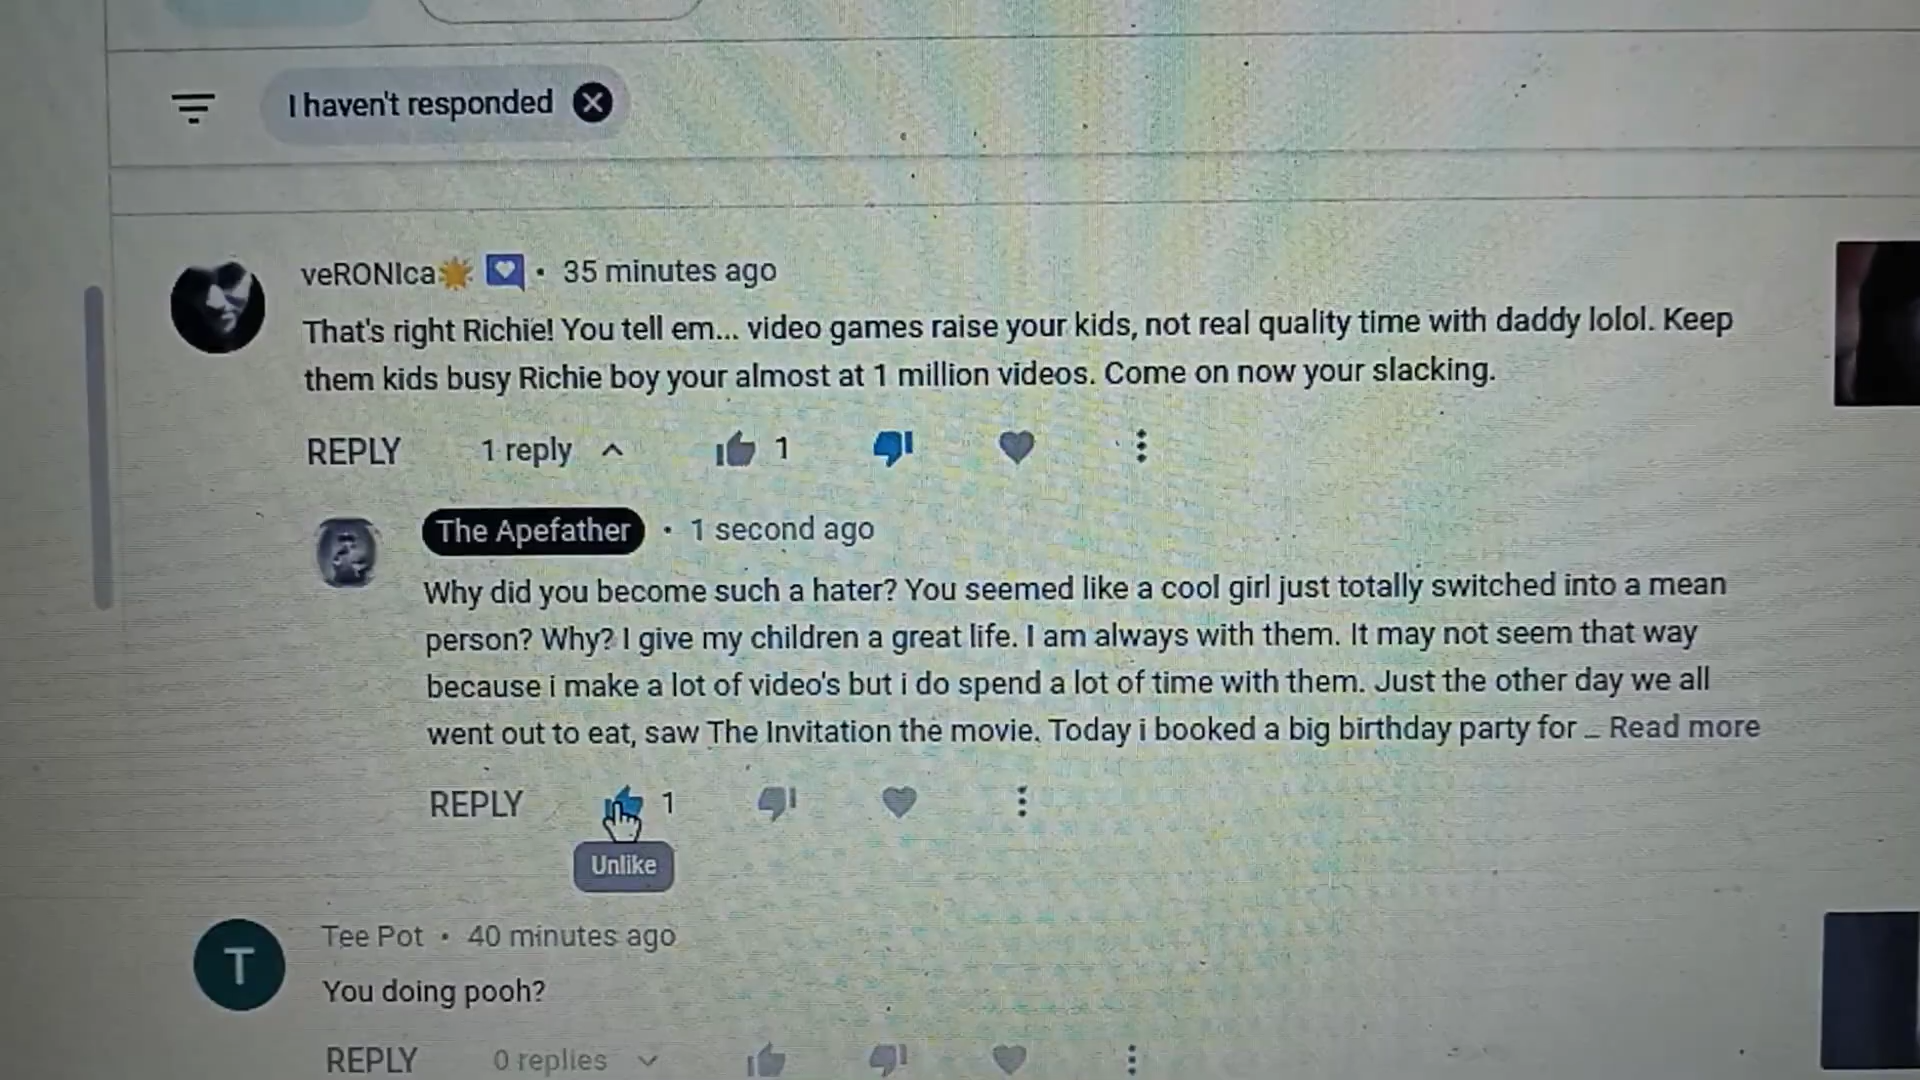 I haven't responded
veRONIca · 35 minutes ago
That's right Richie! You tell em... video games raise your kids, not real quality time with daddy lolol. Keep
them kids busy Richie boy your almost at 1 million videos. Come on now your slacking.
REPLY 1 reply 1
The Apefather · 1 second ago
Why did you become such a hater? You seemed like a cool girl just totally switched into a mean
person? Why? I give my children a great life. I am always with them. It may not seem that way
because i make a lot of video's but i do spend a lot of time with them. Just the other day we all
went out to eat, saw The Invitation the movie. Today i booked a big birthday party for ... Read more
REPLY 1
Unlike
T
Tee Pot · 40 minutes ago
You doing pooh?
REPLY 0 replies